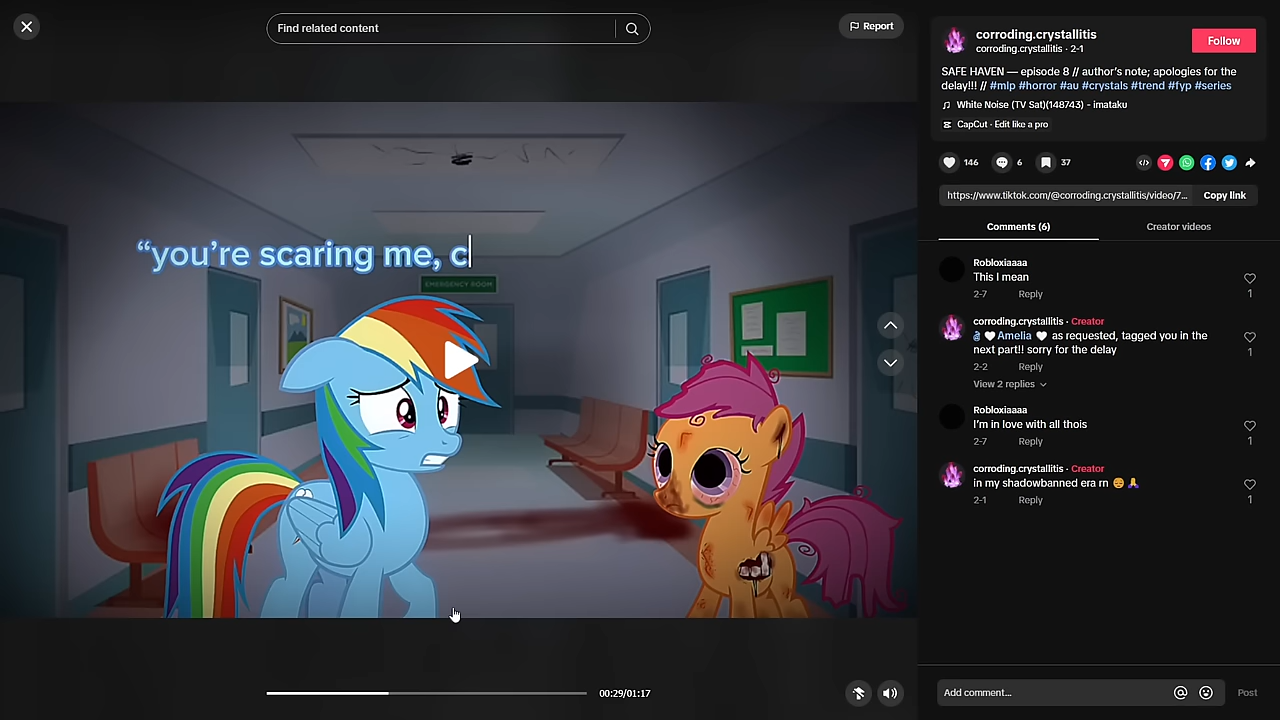 Find related content
Report
“you’re scaring me, c
EMERGENCY ROOM
00:29/01:17
corroding.crystallitis
corroding.crystallitis · 2-1
Follow
SAFE HAVEN — episode 8 // author's note; apologies for the
delay!!! // #mlp #horror #au #crystals #trend #fyp #series
White Noise (TV Sat)(148743) - imataku
CapCut · Edit like a pro
146
6
37
https://www.tiktok.com/@corroding.crystallitis/video/7...
Copy link
Comments (6)
Creator videos
Robloxiaaaa
This I mean
2-7
Reply
1
corroding.crystallitis · Creator
🤍Amelia 🤍 as requested, tagged you in the
next part!! sorry for the delay
2-2
Reply
1
View 2 replies
Robloxiaaaa
I'm in love with all thois
2-7
Reply
1
corroding.crystallitis · Creator
in my shadowbanned era rn
2-1
Reply
1
Add comment...
Post